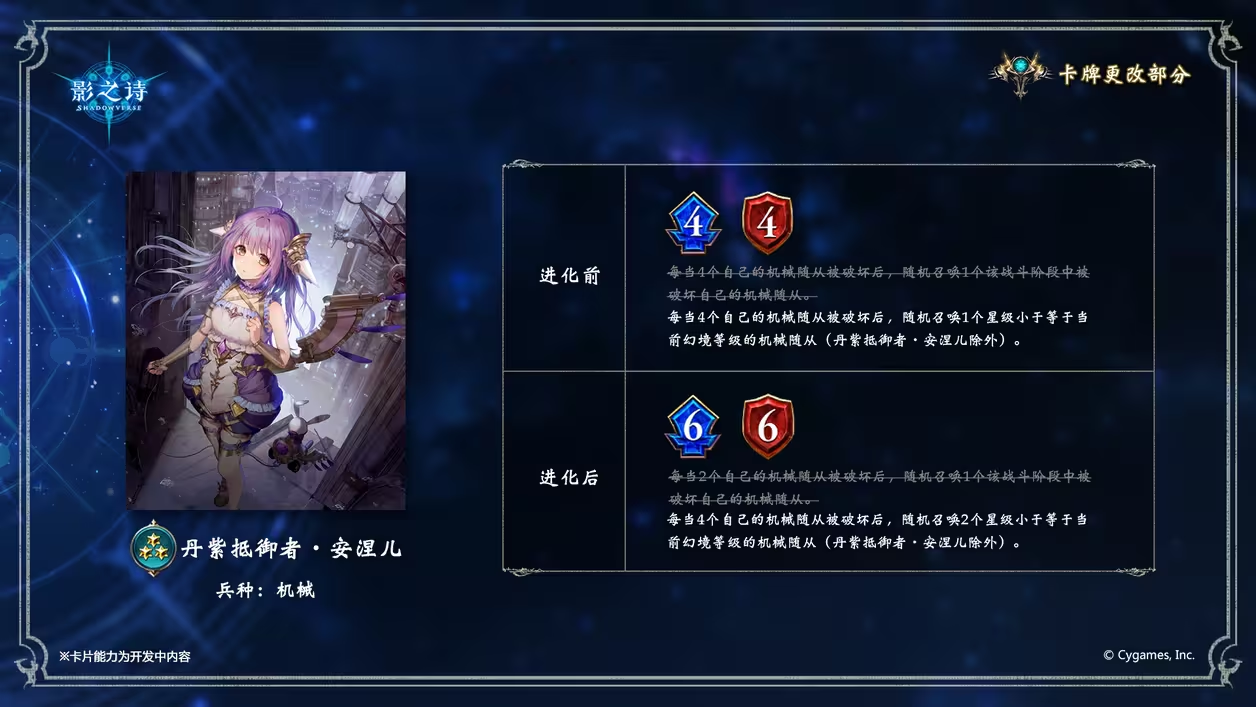 影之诗
SHADOWVERSE
卡牌更改部分
进化前
4 4
每当4个自己的机械随从被破坏后，随机召唤1个该战斗阶段中被
破坏自己的机械随从。
每当4个自己的机械随从被破坏后，随机召唤1个星级小于等于当
前幻境等级的机械随从（丹紫抵御者・安涅儿除外）。
进化后
6 6
每当2个自己的机械随从被破坏后，随机召唤1个该战斗阶段中被
破坏自己的机械随从。
每当4个自己的机械随从被破坏后，随机召唤2个星级小于等于当
前幻境等级的机械随从（丹紫抵御者・安涅儿除外）。
丹紫抵御者・安涅儿
兵种：机械
※卡片能力为开发中内容
© Cygames, Inc.